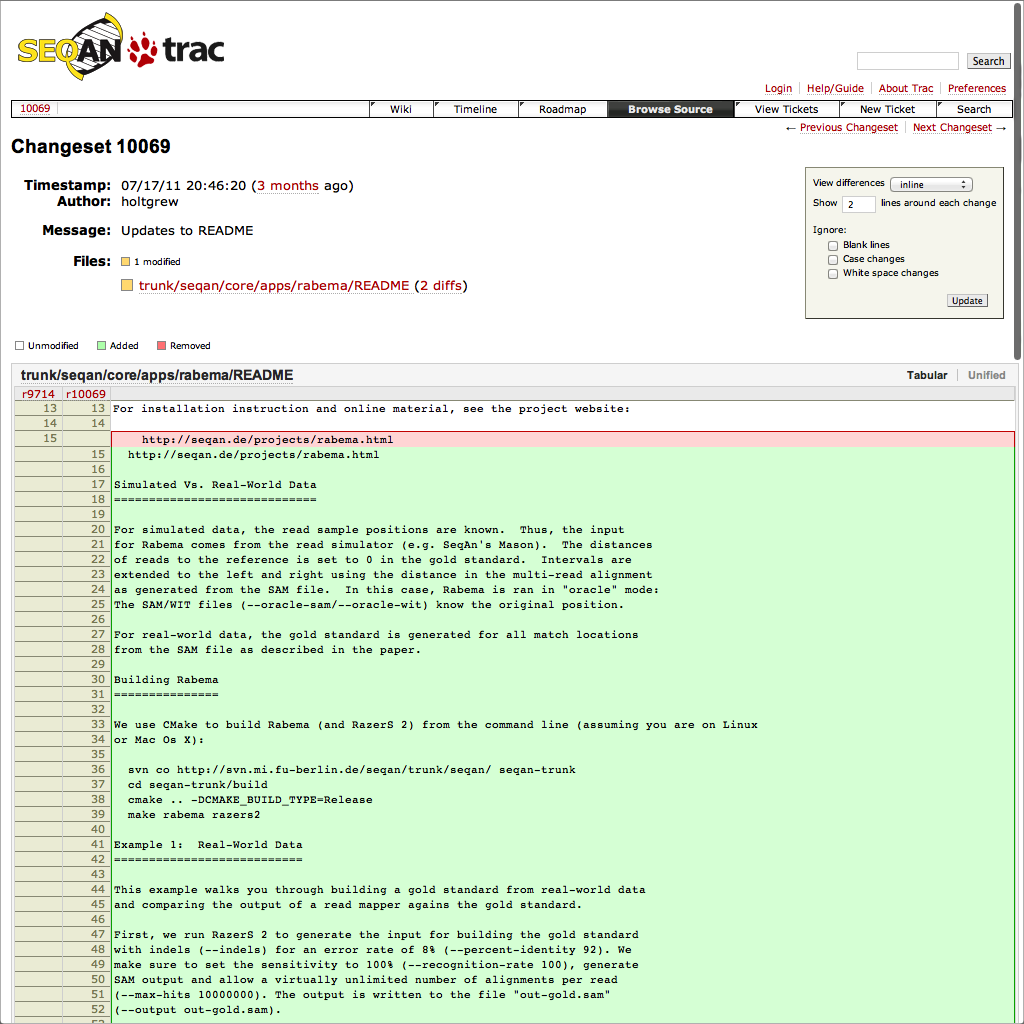 SEQAN trac
Search
Login Help/Guide About Trac Preferences
10069 Wiki Timeline Roadmap Browse Source View Tickets New Ticket Search
← Previous Changeset Next Changeset →
Changeset 10069
Timestamp: 07/17/11 20:46:20 (3 months ago)
Author: holtgrew
Message: Updates to README
Files: 1 modified
trunk/seqan/core/apps/rabema/README (2 diffs)
View differences inline
Show 2 lines around each change
Ignore:
Blank lines
Case changes
White space changes
Update
Unmodified Added Removed
trunk/seqan/core/apps/rabema/README Tabular Unified
r9714 r10069
13 13 For installation instruction and online material, see the project website:
14 14
15 http://seqan.de/projects/rabema.html
15 http://seqan.de/projects/rabema.html
16
17 Simulated Vs. Real-World Data
18 =============================
19
20 For simulated data, the read sample positions are known.  Thus, the input
21 for Rabema comes from the read simulator (e.g. SeqAn's Mason).  The distances
22 of reads to the reference is set to 0 in the gold standard.  Intervals are
23 extended to the left and right using the distance in the multi-read alignment
24 as generated from the SAM file.  In this case, Rabema is ran in "oracle" mode:
25 The SAM/WIT files (--oracle-sam/--oracle-wit) know the original position.
26
27 For real-world data, the gold standard is generated for all match locations
28 from the SAM file as described in the paper.
29
30 Building Rabema
31 ===============
32
33 We use CMake to build Rabema (and RazerS 2) from the command line (assuming you are on Linux
34 or Mac Os X):
35
36 svn co http://svn.mi.fu-berlin.de/seqan/trunk/seqan/ seqan-trunk
37 cd seqan-trunk/build
38 cmake .. -DCMAKE_BUILD_TYPE=Release
39 make rabema razers2
40
41 Example 1:  Real-World Data
42 ===========================
43
44 This example walks you through building a gold standard from real-world data
45 and comparing the output of a read mapper agains the gold standard.
46
47 First, we run RazerS 2 to generate the input for building the gold standard
48 with indels (--indels) for an error rate of 8% (--percent-identity 92). We
49 make sure to set the sensitivity to 100% (--recognition-rate 100), generate
50 SAM output and allow a virtually unlimited number of alignments per read
51 (--max-hits 10000000). The output is written to the file "out-gold.sam"
52 (--output out-gold.sam).